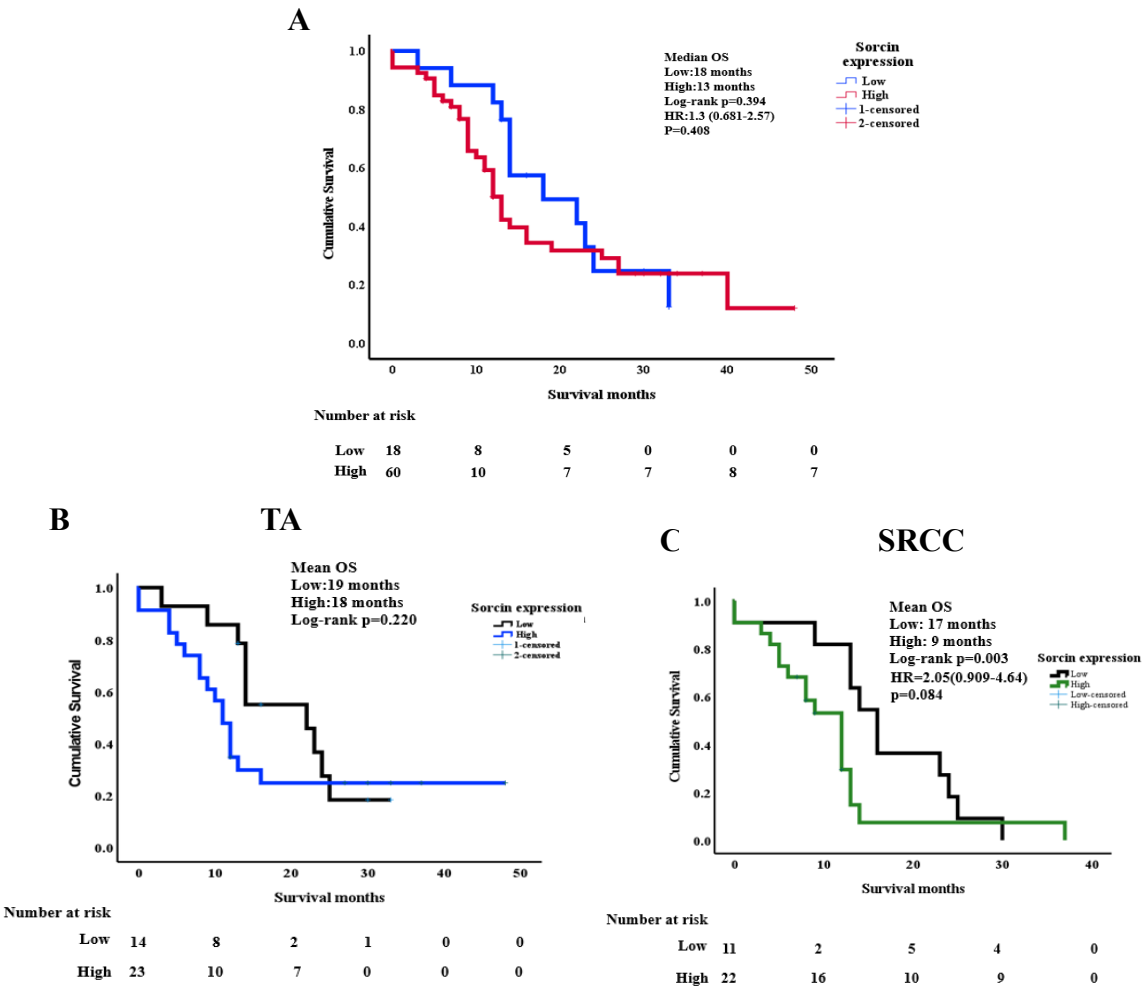 A
Median OS
Low:18 months
High:13 months
Log-rank p=0.394
HR:1.3 (0.681-2.57)
P=0.408
Sorcin
expression
Low
High
1-censored
2-censored
Cumulative Survival
1.0
0.8
0.6
0.4
0.2
0.0
0 10 20 30 40 50
Survival months
Number at risk
Low 18 8 5 0 0 0
High 60 10 7 7 8 7
B
TA
Mean OS
Low:19 months
High:18 months
Log-rank p=0.220
Sorcin expression
Low
High
1-censored
2-censored
Cumulative Survival
1.0
0.8
0.6
0.4
0.2
0.0
0 10 20 30 40 50
Survival months
Number at risk
Low 14 8 2 1 0 0
High 23 10 7 0 0 0
C
SRCC
Mean OS
Low: 17 months
High: 9 months
Log-rank p=0.003
HR=2.05(0.909-4.64)
p=0.084
Sorcin expression
Low
High
Low-censored
High-censored
Cumulative Survival
1.0
0.8
0.6
0.4
0.2
0.0
0 10 20 30 40
Survival months
Number at risk
Low 11 2 5 4 0
High 22 16 10 9 0